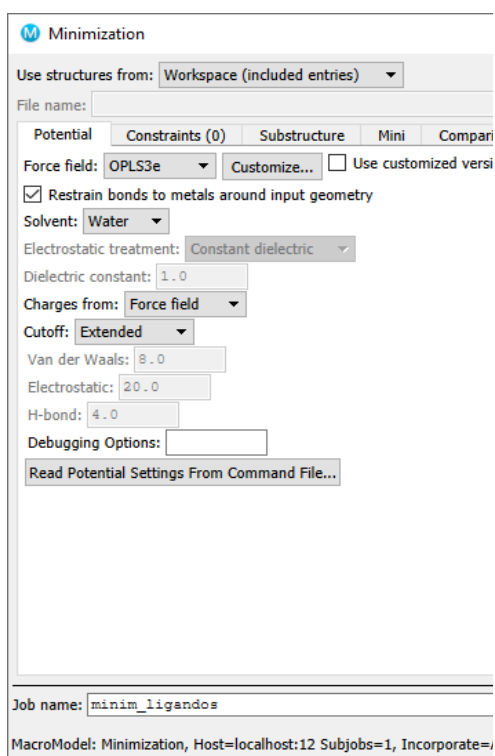 Minimization
Use structures from: Workspace (included entries)
File name:
Potential Constraints (0) Substructure Mini Compari
Force field: OPLS3e Customize... Use customized versi
Restrain bonds to metals around input geometry
Solvent: Water
Electrostatic treatment: Constant dielectric
Dielectric constant: 1.0
Charges from: Force field
Cutoff: Extended
Van der Waals: 8.0
Electrostatic: 20.0
H-bond: 4.0
Debugging Options:
Read Potential Settings From Command File...
Job name: minim_ligandos
MacroModel: Minimization, Host=localhost:12 Subjobs=1, Incorporate=